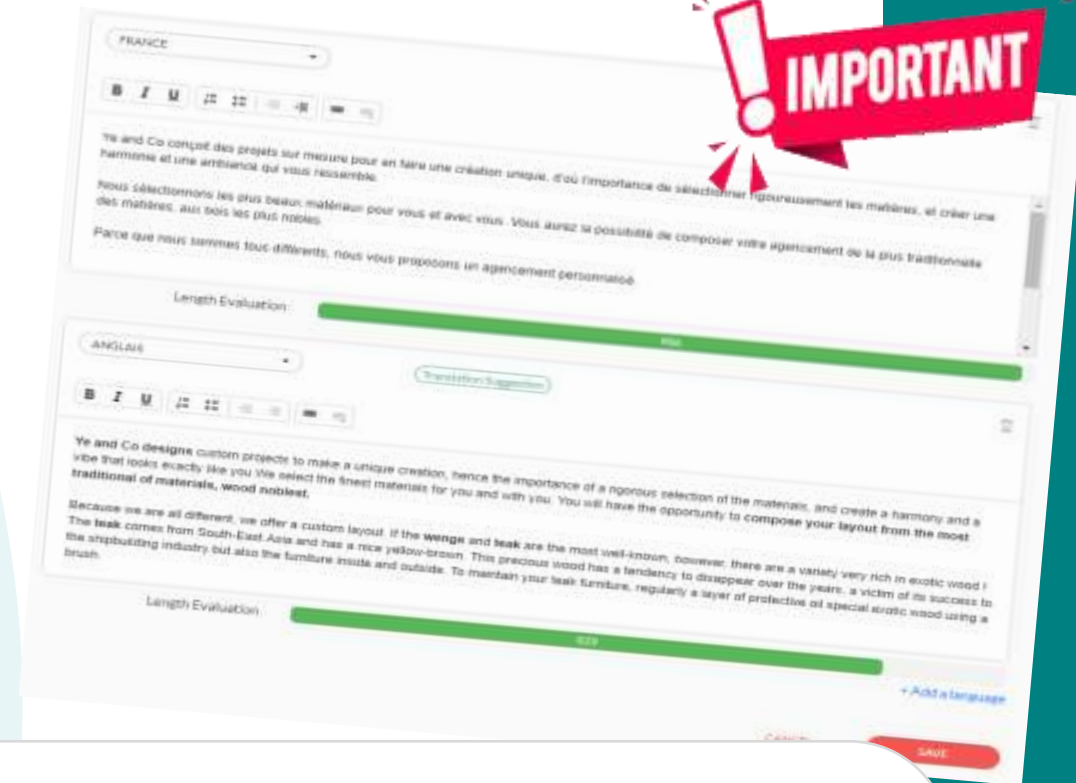 IMPORTANT
FRANCE
B I U
Ye and Co conçoit des projets sur mesure pour en faire une création unique, d'où l'importance de sélectionner rigoureusement les matières, et créer une
harmonie et une ambiance qui vous ressemble.
Nous sélectionnons les plus beaux matériaux pour vous et avec vous. Vous aurez la possibilité de composer votre agencement de la plus traditionnelle
des matières, aux bois les plus nobles.
Parce que nous sommes tous différents, nous vous proposons un agencement personnalisé.
Length Evaluation
ANGLAIS
Translation Suggestion
B I U
Ye and Co designs custom projects to make a unique creation, hence the importance of a rigorous selection of the materials, and create a harmony and a
vibe that looks exactly like you We select the finest materials for you and with you. You will have the opportunity to compose your layout from the most
traditional of materials, wood noblest.
Because we are all different, we offer a custom layout. If the wenge and teak are the most well-known, however, there are a variety very rich in exotic wood !
The teak comes from South-East Asia and has a nice yellow-brown. This precious wood has a tendency to disappear over the years, a victim of its success to
the shipbuilding industry but also the furniture inside and outside. To maintain your teak furniture, regularly a layer of protective oil special exotic wood using a
brush.
Length Evaluation
+ Add a language
SAVE